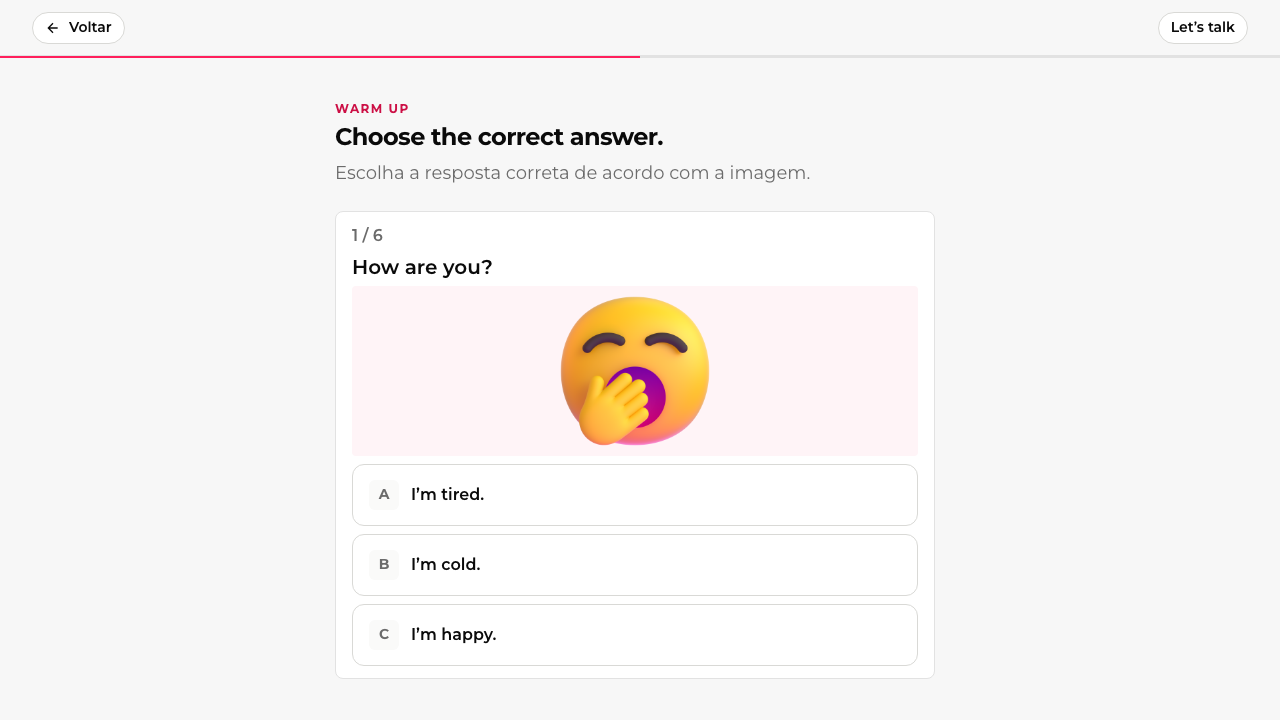 Voltar
Let’s talk
WARM UP
Choose the correct answer.
Escolha a resposta correta de acordo com a imagem.
1 / 6
How are you?
A I’m tired.
B I’m cold.
C I’m happy.